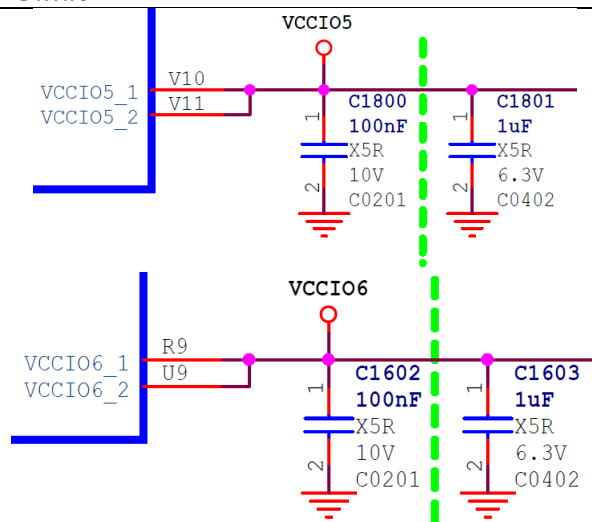 VCCIO5
VCCIO5_1 V10
VCCIO5_2 V11
1 C1800 1 C1801
100nF 1uF
X5R X5R
10V 6.3V
2 C0201 2 C0402
VCCIO6
VCCIO6_1 R9
VCCIO6_2 U9
1 C1602 1 C1603
100nF 1uF
X5R X5R
10V 6.3V
2 C0201 2 C0402